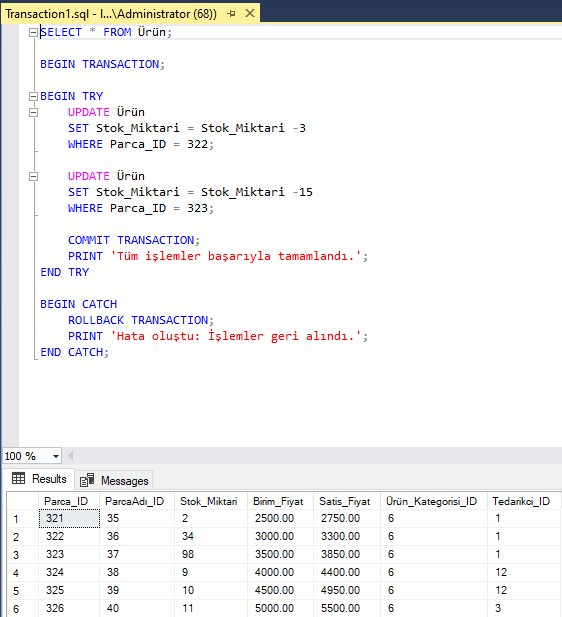 Transaction1.sql - I...\Administrator (68))
SELECT * FROM Ürün;
BEGIN TRANSACTION;
BEGIN TRY
UPDATE Ürün
SET Stok_Miktari = Stok_Miktari -3
WHERE Parca_ID = 322;
UPDATE Ürün
SET Stok_Miktari = Stok_Miktari -15
WHERE Parca_ID = 323;
COMMIT TRANSACTION;
PRINT 'Tüm işlemler başarıyla tamamlandı.';
END TRY
BEGIN CATCH
ROLLBACK TRANSACTION;
PRINT 'Hata oluştu: İşlemler geri alındı.';
END CATCH;
100 %
Results Messages
Parca_ID ParcaAdı_ID Stok_Miktari Birim_Fiyat Satis_Fiyat Ürün_Kategorisi_ID Tedarikci_ID
1 321 35 2 2500.00 2750.00 6 1
2 322 36 34 3000.00 3300.00 6 1
3 323 37 98 3500.00 3850.00 6 1
4 324 38 9 4000.00 4400.00 6 12
5 325 39 10 4500.00 4950.00 6 12
6 326 40 11 5000.00 5500.00 6 3